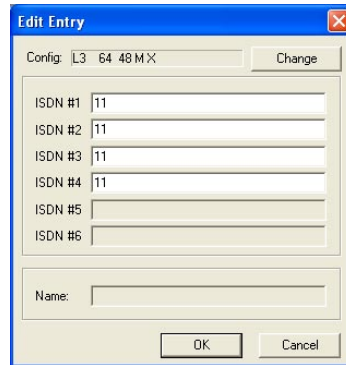 Edit Entry
Config: L3 64 48 M X Change
ISDN #1 11
ISDN #2 11
ISDN #3 11
ISDN #4 11
ISDN #5
ISDN #6
Name:
OK Cancel